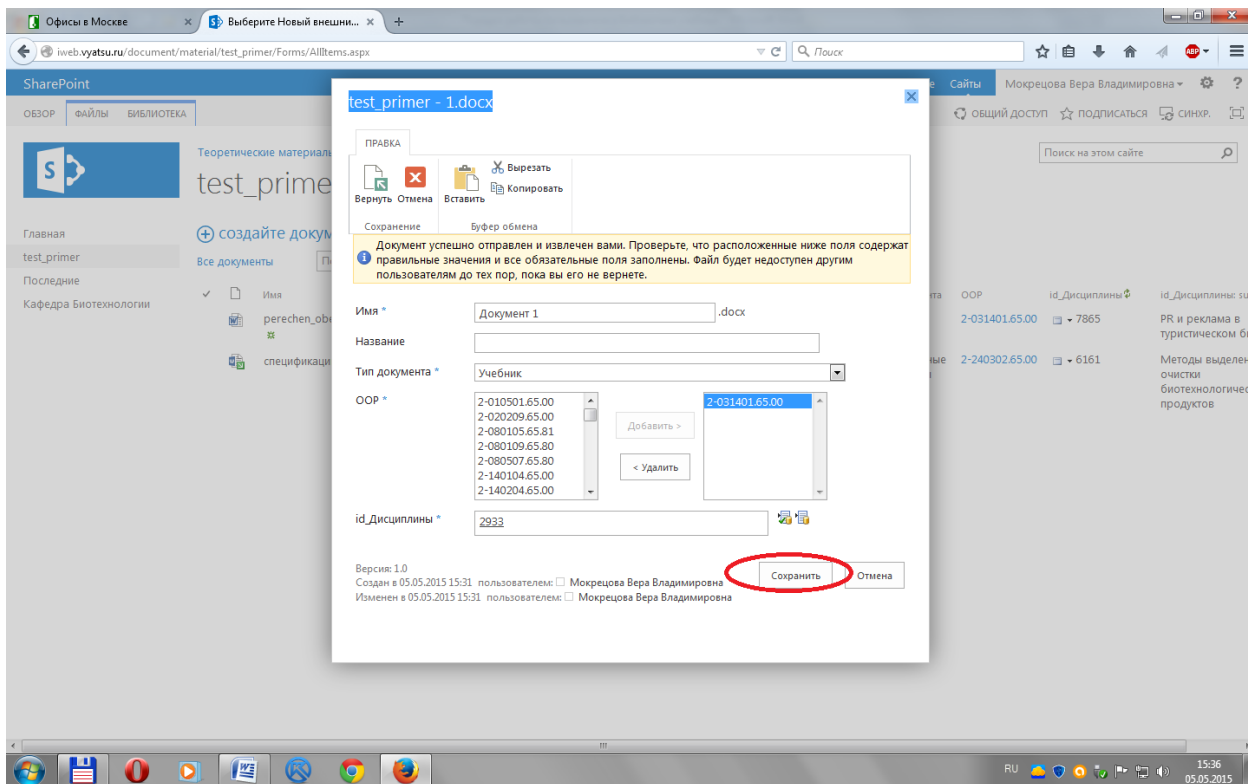 Офисы в Москве
Выберите Новый внешни...
iweb.vyatsu.ru/document/material/test_primer/Forms/AllItems.aspx
Поиск
ABP
SharePoint
Сайты
Мокрецова Вера Владимировна
?
ОБЗОР ФАЙЛЫ БИБЛИОТЕКА
ОБЩИЙ ДОСТУП ПОДПИСАТЬСЯ СИНХР.
Теоретические материал
Поиск на этом сайте
test_prime
создайте докум
Все документы
Главная
test_primer
Последние
Кафедра Биотехнологии
Имя
ООР
id_Дисциплины
id_Дисциплины: su
perechen_obe
2-031401.65.00
7865
PR и реклама в
туристическом би
специфика��и
2-240302.65.00
6161
Методы выделен
очистки
биотехнологичес
продуктов
test_primer - 1.docx
ПРАВКА
Вернуть Отмена Вставить
Вырезать
Копировать
Сохранение Буфер обмена
Документ успешно отправлен и извлечен вами. Проверьте, что расположенные ниже поля содержат
правильные значения и все обязательные поля заполнены. Файл будет недоступен другим
пользователям до тех пор, пока вы его не вернете.
Имя * Документ 1 .docx
Название
Тип документа * Учебник
ООР *
2-010501.65.00
2-020209.65.00
2-080105.65.81
2-080109.65.80
2-080507.65.80
2-140104.65.00
2-140204.65.00
Добавить >
< Удалить
2-031401.65.00
id_Дисциплины * 2933
Версия: 1.0
Создан в 05.05.2015 15:31 пользователем: Мокрецова Вера Владимировна
Изменен в 05.05.2015 15:31 пользователем: Мокрецова Вера Владимировна
Сохранить Отмена
RU
15:36
05.05.2015